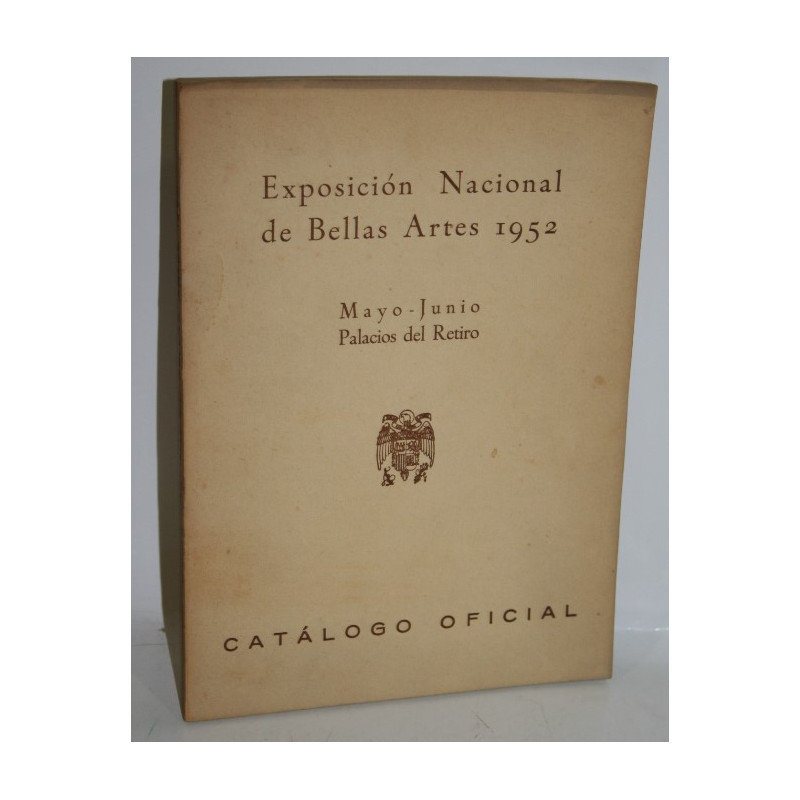 Exposición Nacional
de Bellas Artes 1952
Mayo-Junio
Palacios del Retiro
CATÁLOGO OFICIAL